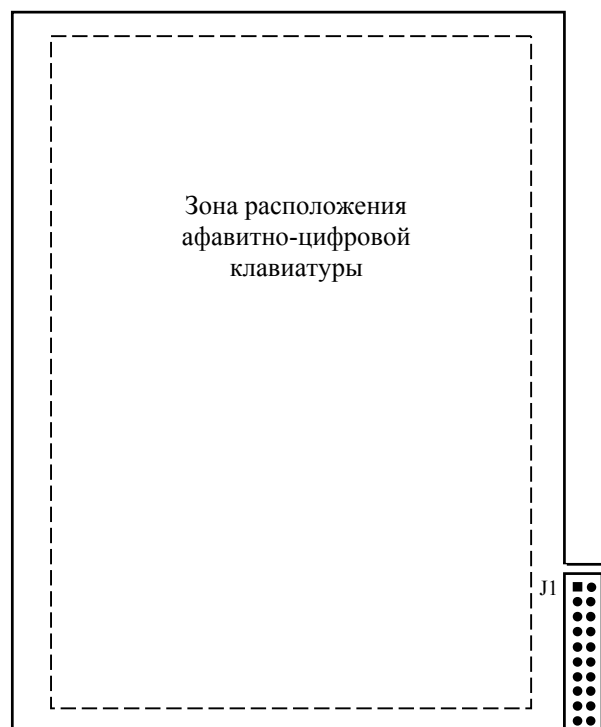 Зона расположения
афавитно-цифровой
клавиатуры
J1